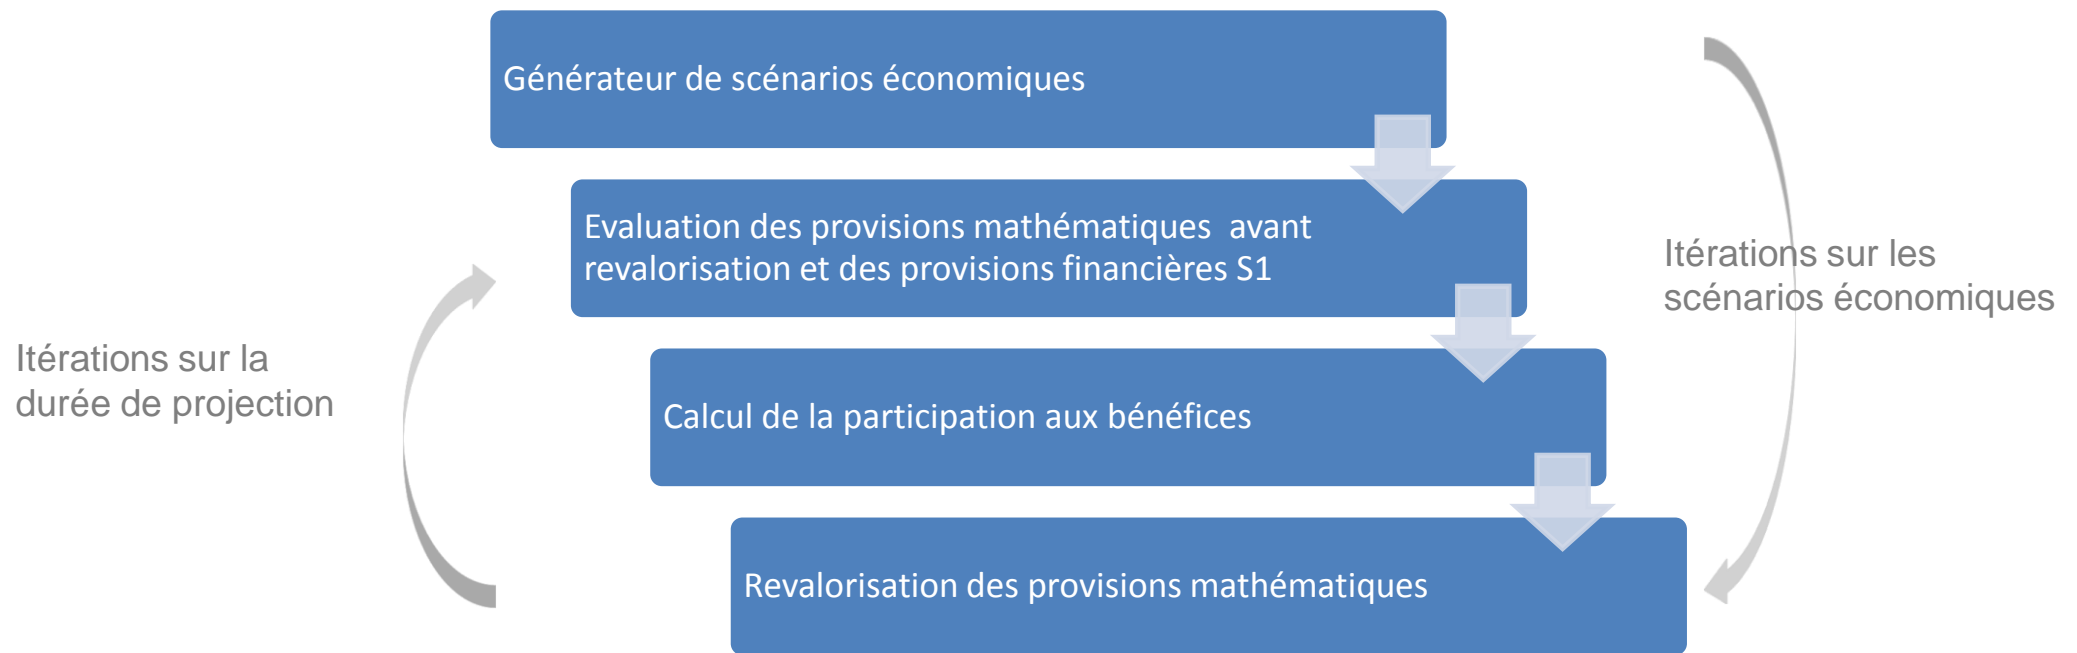 Générateur de scénarios économiques
Evaluation des provisions mathématiques  avant
revalorisation et des provisions financières S1
Itérations sur les
scénarios économiques
Itérations sur la
durée de projection
Calcul de la participation aux bénéfices
Revalorisation des provisions mathématiques